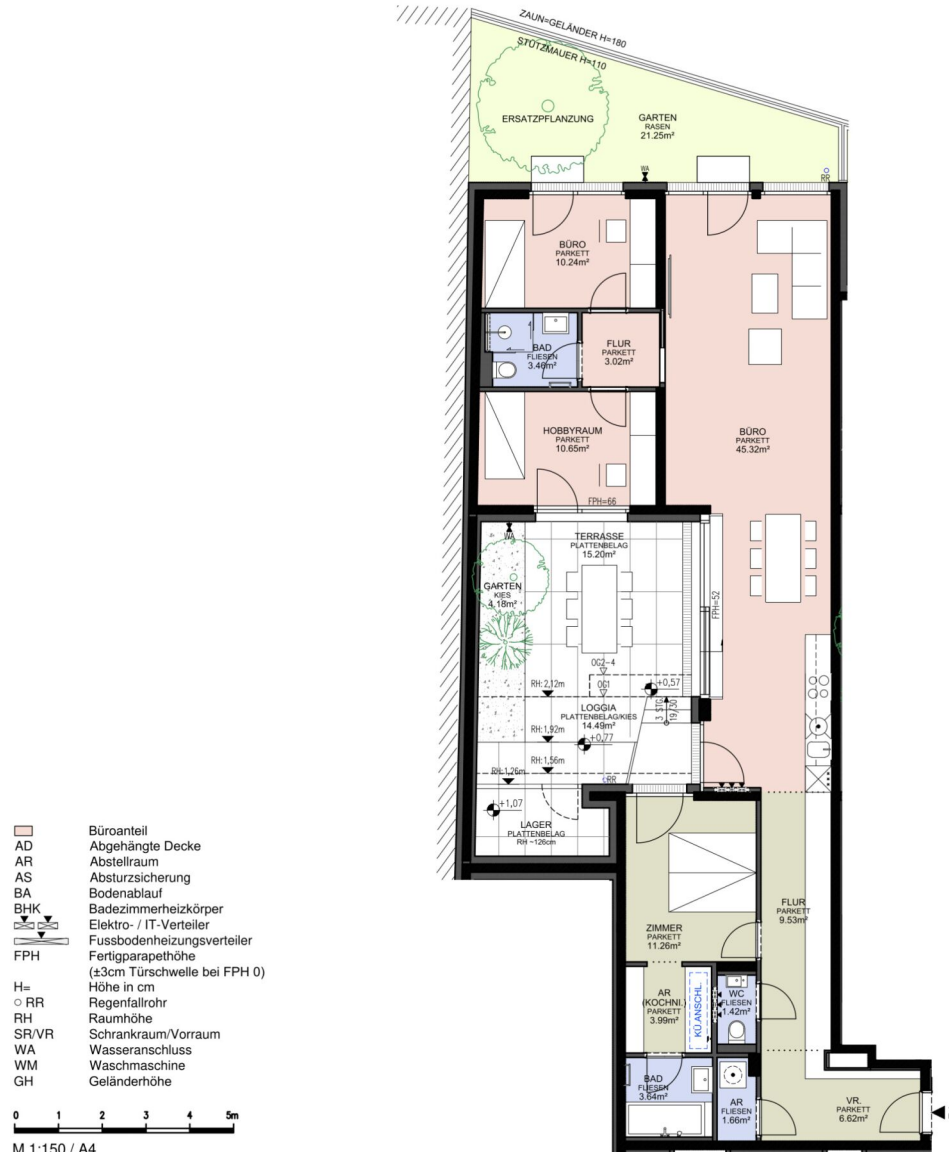 ZAUN=GELÄNDER H=180
STÜTZMAUER H=110
ERSATZPFLANZUNG
GARTEN
RASEN
21.25m²
WA
RR
BÜRO
PARKETT
10.24m²
BAD
FLIESEN
3.46m²
FLUR
PARKETT
3.02m²
HOBBYRAUM
PARKETT
10.65m²
FPH=66
BÜRO
PARKETT
45.32m²
WA
TERRASSE
PLATTENBELAG
15.20m²
GARTEN
KIES
4.18m²
FPH=52
OG2-4
OG1
+0,57
RH: 2,12m
LOGGIA
PLATTENBELAG/KIES
14.49m²
3 STG.
19/30
RH: 1,92m
+0,77
RH: 1,56m
RH: 1,26m
RR
+1,07
LAGER
PLATTENBELAG
RH ~126cm
ZIMMER
PARKETT
11.26m²
FLUR
PARKETT
9.53m²
AR
(KOCHNI.)
PARKETT
3.99m²
KÜ.ANSCHL.
WC
FLIESEN
1.42m²
BAD
FLIESEN
3.64m²
AR
FLIESEN
1.66m²
VR.
PARKETT
6.62m²
Büroanteil
AD Abgehängte Decke
AR Abstellraum
AS Absturzsicherung
BA Bodenablauf
BHK Badezimmerheizkörper
Elektro- / IT-Verteiler
Fussbodenheizungsverteiler
FPH Fertigparapethöhe
(±3cm Türschwelle bei FPH 0)
H= Höhe in cm
RR Regenfallrohr
RH Raumhöhe
SR/VR Schrankraum/Vorraum
WA Wasseranschluss
WM Waschmaschine
GH Geländerhöhe
0 1 2 3 4 5m
M 1:150 / A4